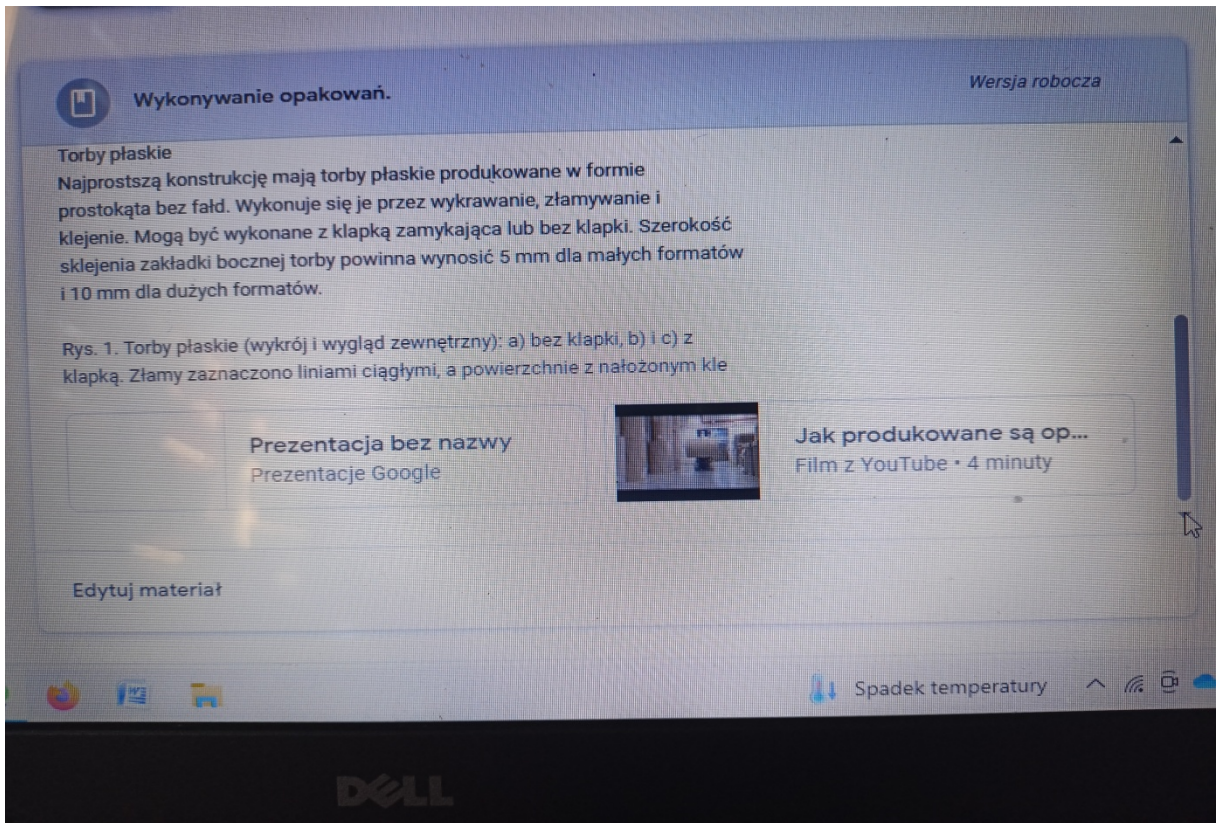 Wykonywanie opakowań.
Wersja robocza
Torby płaskie
Najprostszą konstrukcję mają torby płaskie produkowane w formie
prostokąta bez fałd. Wykonuje się je przez wykrawanie, złamywanie i
klejenie. Mogą być wykonane z klapką zamykająca lub bez klapki. Szerokość
sklejenia zakładki bocznej torby powinna wynosić 5 mm dla małych formatów
i 10 mm dla dużych formatów.
Rys. 1. Torby płaskie (wykrój i wygląd zewnętrzny): a) bez klapki, b) i c) z
klapką. Złamy zaznaczono liniami ciągłymi, a powierzchnie z nałożonym kle
Prezentacja bez nazwy
Prezentacje Google
Jak produkowane są op...
Film z YouTube • 4 minuty
Edytuj materiał
Spadek temperatury
DELL